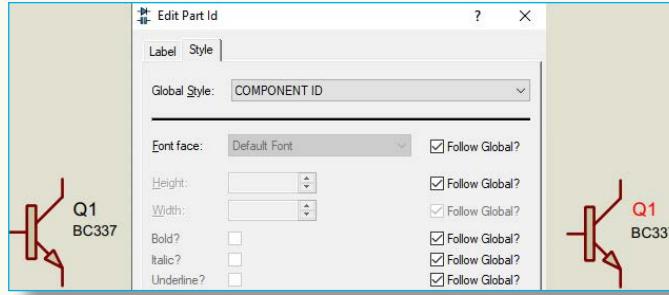 Edit Part Id ? ×
Label Style
Global Style: COMPONENT ID
Font face: Default Font Follow Global?
Height: Follow Global?
Width: Follow Global?
Bold? Follow Global?
Italic? Follow Global?
Underline? Follow Global?
Q1
BC337
Q1
BC337